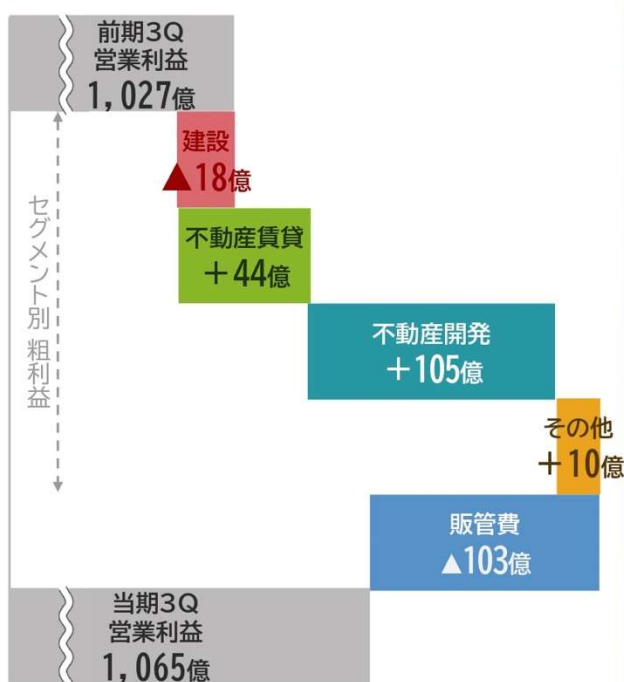 前期3Q
営業利益
1,027億
建設
▲18億
セグメント別 粗利益
不動産賃貸
＋44億
不動産開発
＋105億
その他
＋10億
販管費
▲103億
当期3Q
営業利益
1,065億